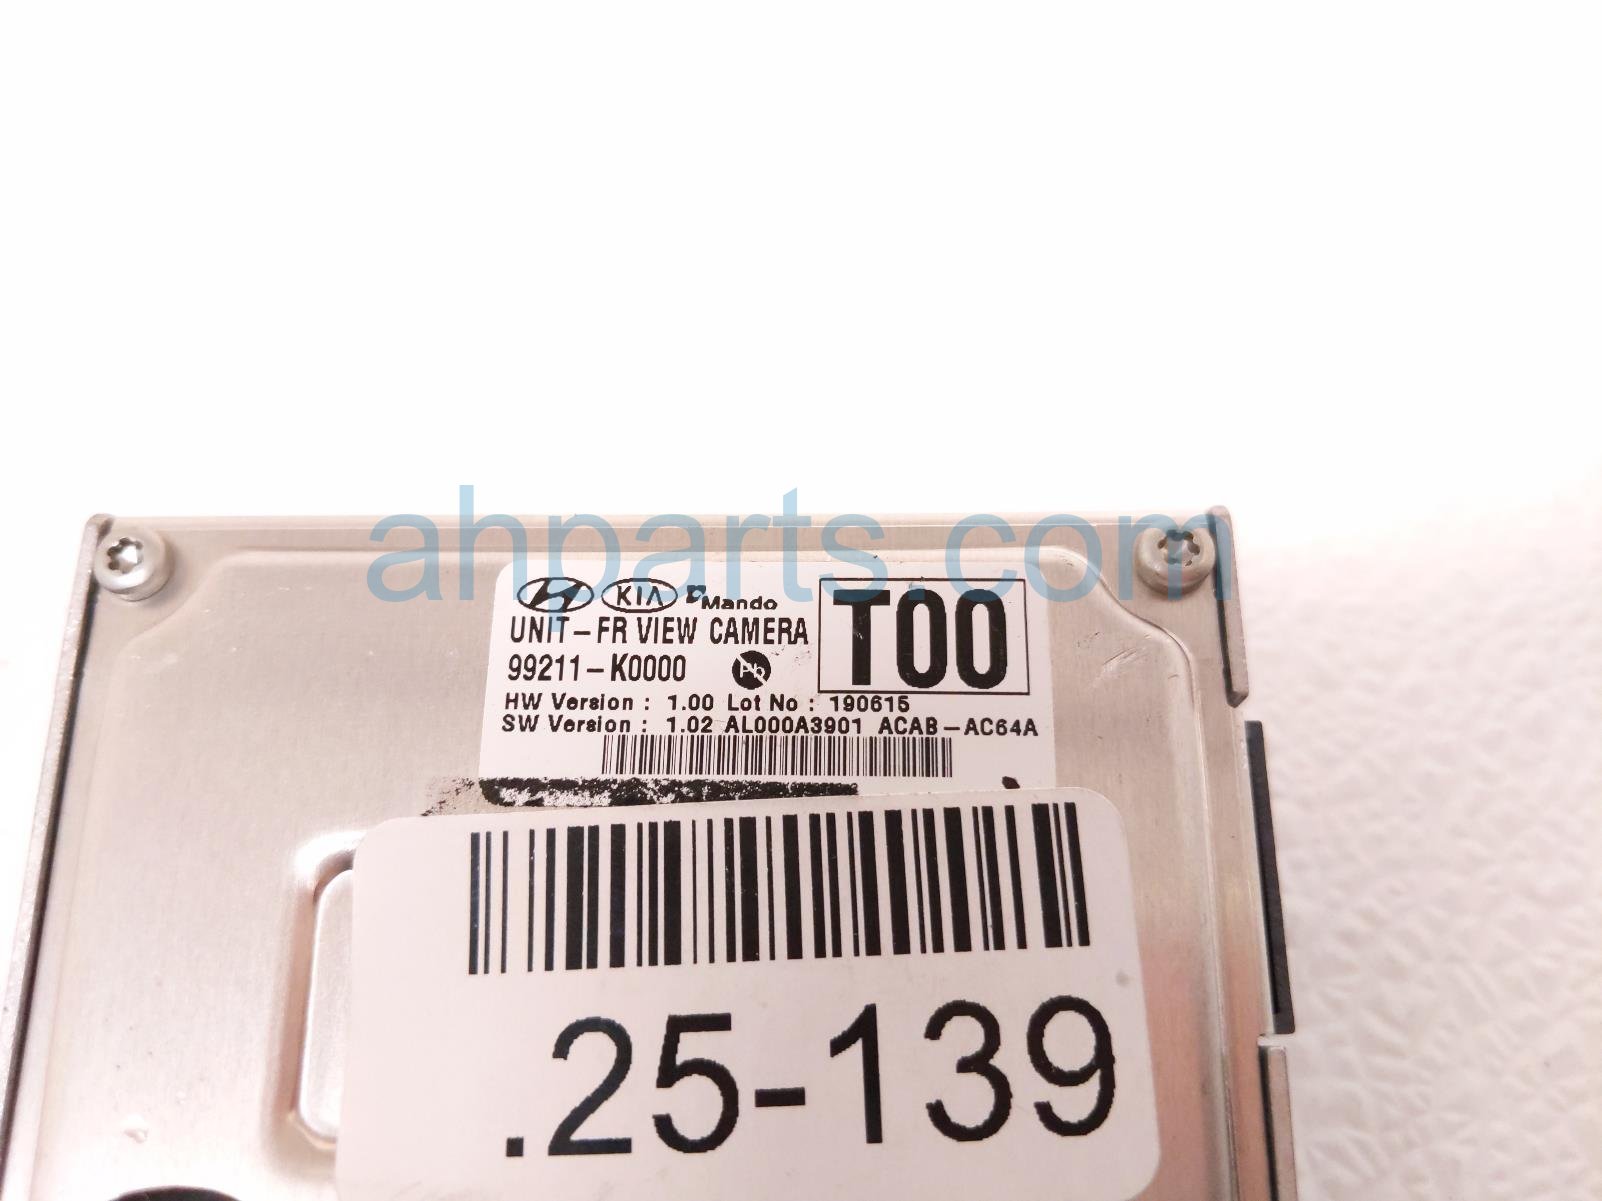 ahparts.com
KIA Mando
UNIT-FR VIEW CAMERA
99211-K0000 Pb
T00
HW Version : 1.00 Lot No : 190615
SW Version : 1.02 AL000A3901 ACAB-AC64A
.25-139